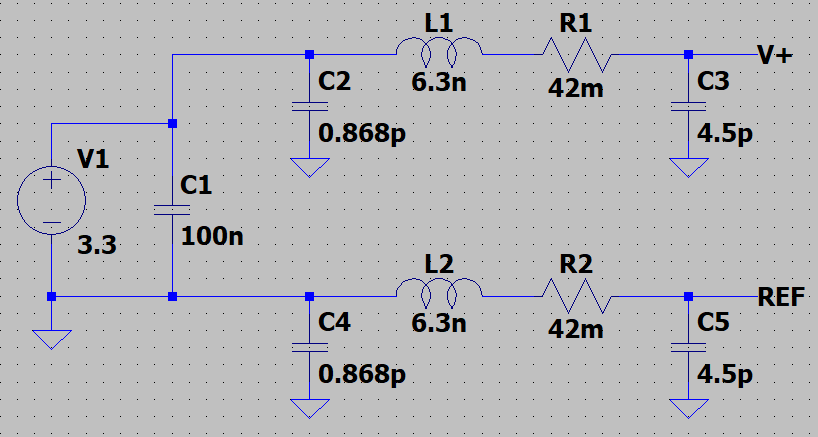 L1
R1
V+
C2
6.3n
42m
C3
0.868p
4.5p
V1
+
C1
3.3
100n
L2
R2
REF
C4
6.3n
42m
C5
0.868p
4.5p